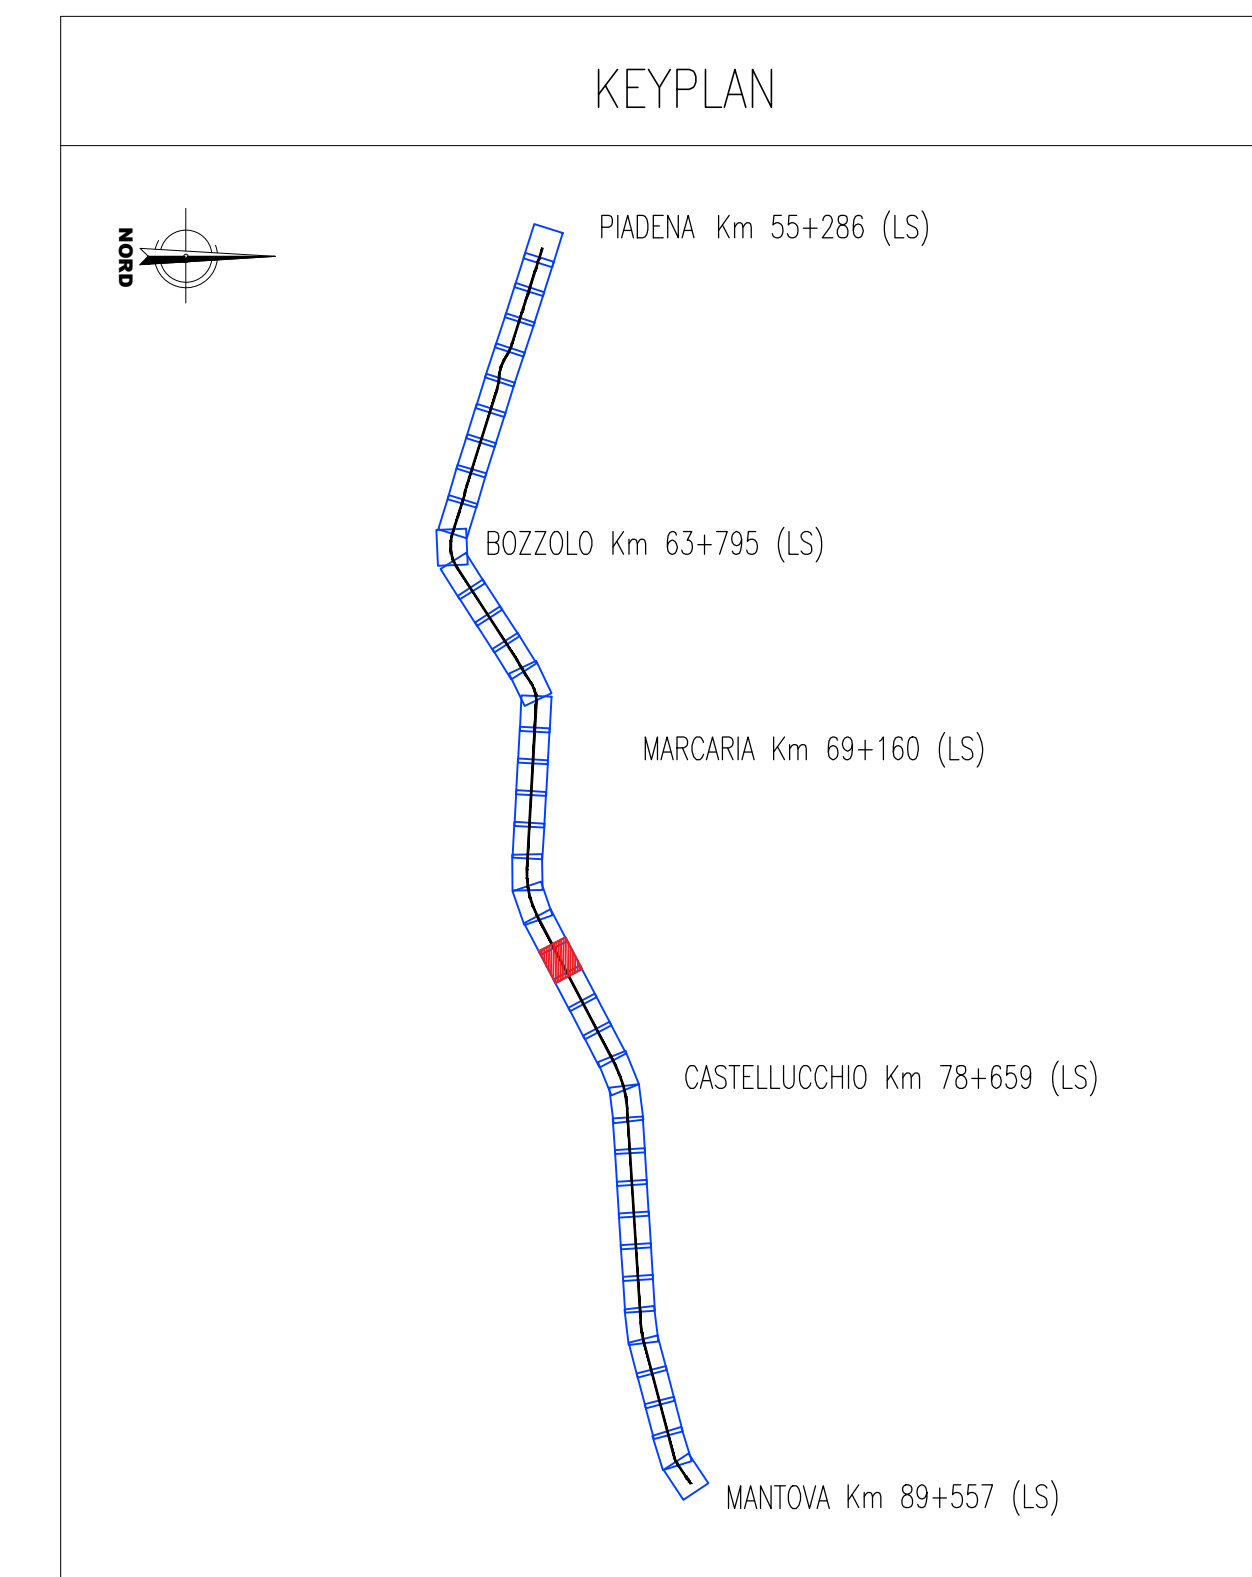 KEYPLAN
NORD
PIADENA Km 55+286 (LS)
BOZZOLO Km 63+795 (LS)
MARCARIA Km 69+160 (LS)
CASTELLUCCHIO Km 78+659 (LS)
MANTOVA Km 89+557 (LS)